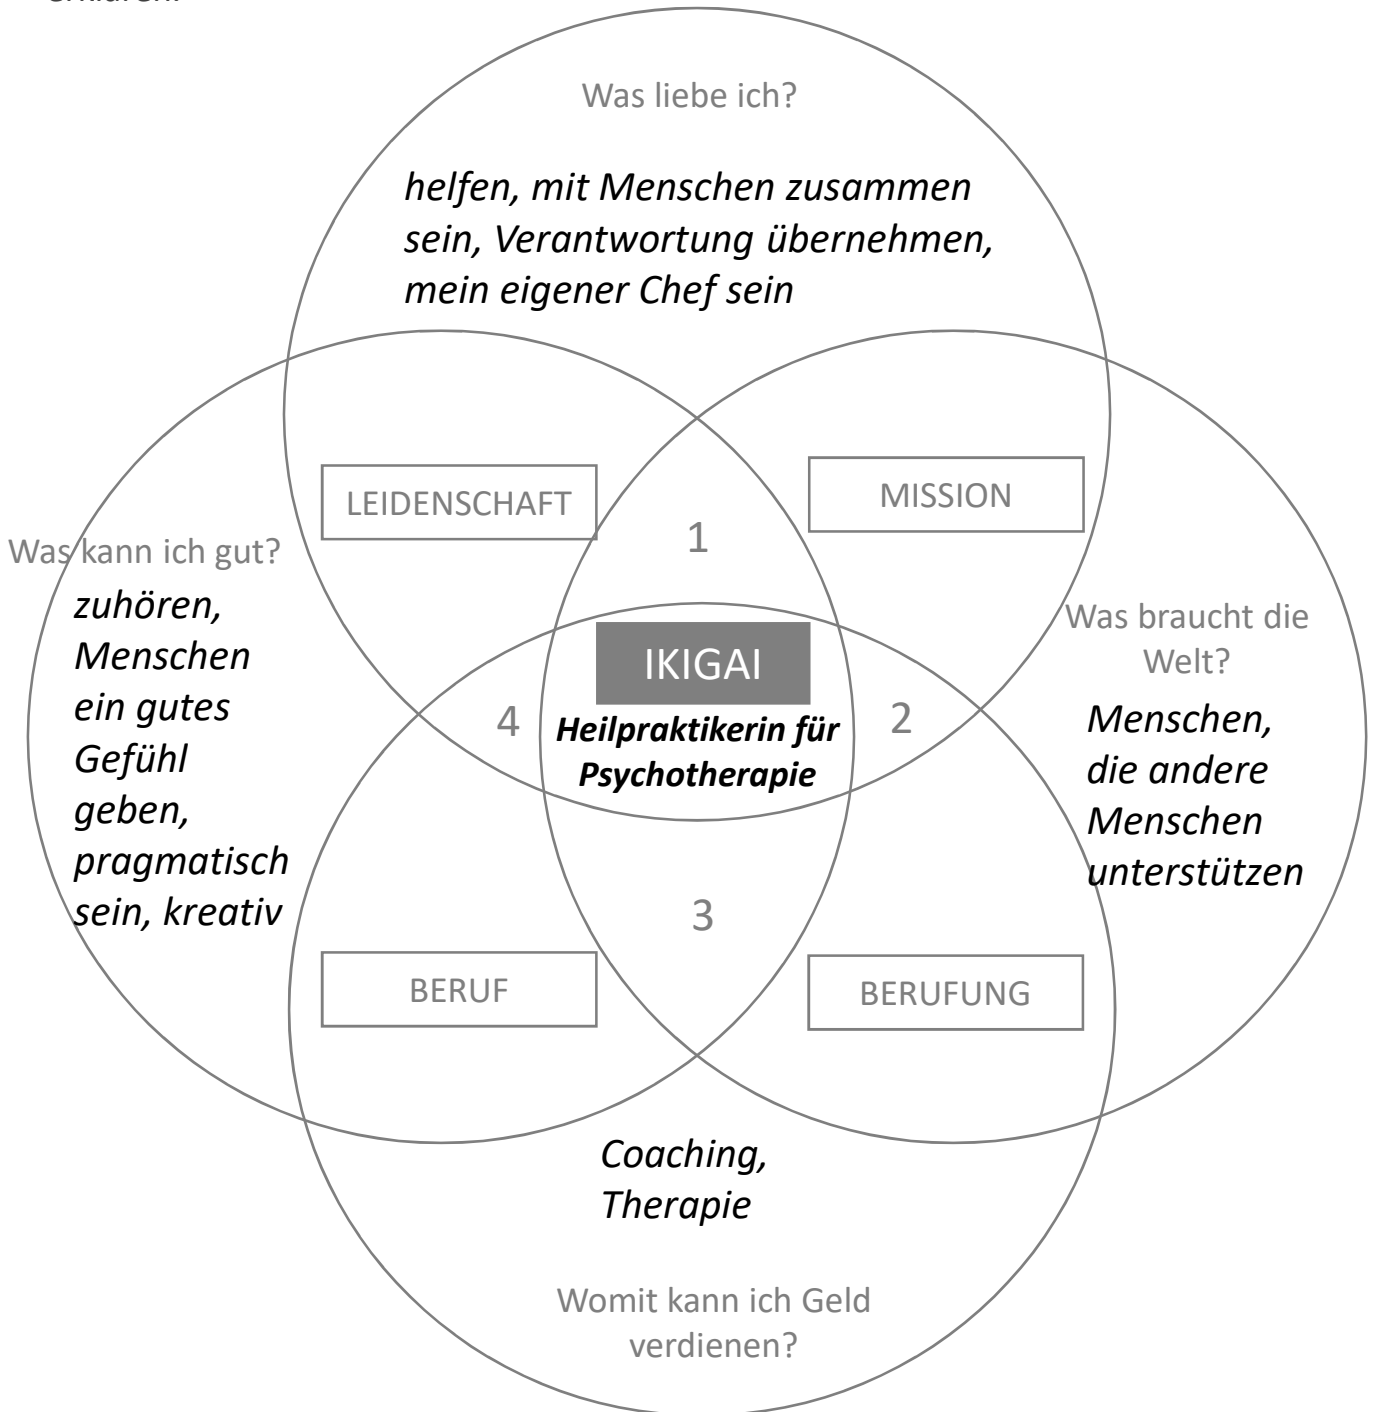 Was liebe ich?
helfen, mit Menschen zusammen
sein, Verantwortung übernehmen,
mein eigener Chef sein
LEIDENSCHAFT
MISSION
1
Was kann ich gut?
zuhören,
Menschen
ein gutes
Gefühl
geben,
pragmatisch
sein, kreativ
IKIGAI
Heilpraktikerin für
Psychotherapie
4
2
Was braucht die
Welt?
Menschen,
die andere
Menschen
unterstützen
3
BERUF
BERUFUNG
Coaching,
Therapie
Womit kann ich Geld
verdienen?